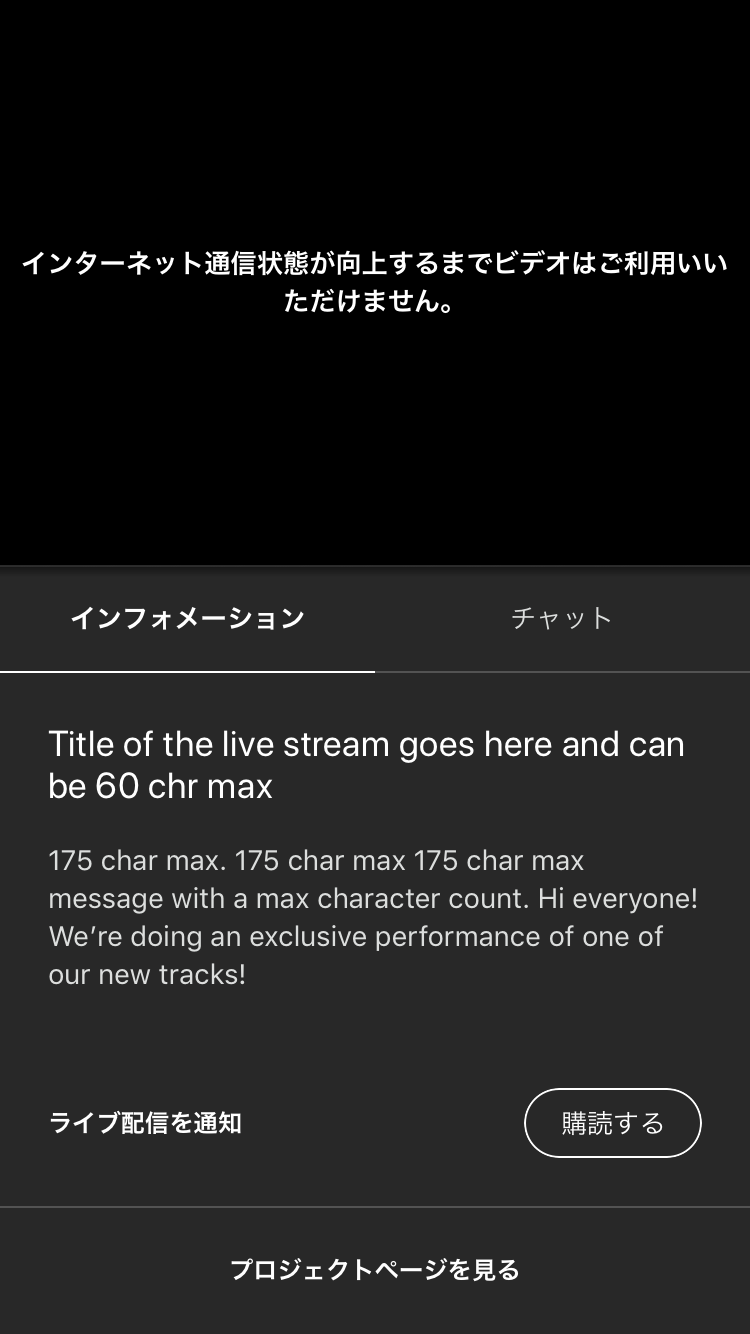 インターネット通信状態が向上するまでビデオはご利用いい
ただけません。
インフォメーション
チャット
Title of the live stream goes here and can
be 60 chr max
175 char max. 175 char max 175 char max
message with a max character count. Hi everyone!
We’re doing an exclusive performance of one of
our new tracks!
ライブ配信を通知
購読する
プロジェクトページを見る